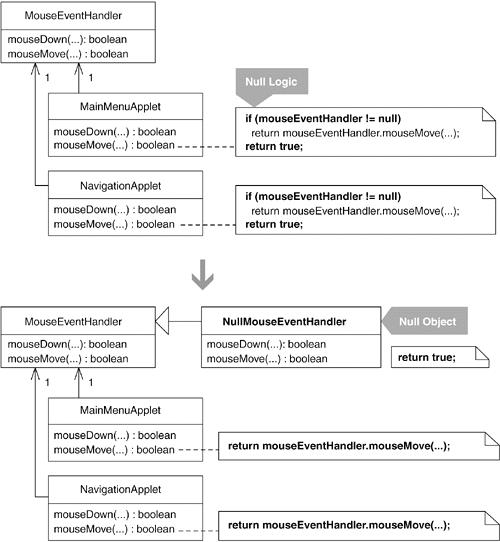 MouseEventHandler
mouseDown(...): boolean
mouseMove(...) : boolean
1
1
Null Logic
MainMenuApplet
mouseDown(...) : boolean
mouseMove(...) : boolean
if (mouseEventHandler != null)
return mouseEventHandler.mouseMove(...);
return true;
NavigationApplet
mouseDown(...) : boolean
mouseMove(...) : boolean
if (mouseEventHandler != null)
return mouseEventHandler.mouseMove(...);
return true;
MouseEventHandler
mouseDown(...): boolean
mouseMove(...) : boolean
NullMouseEventHandler
mouseDown(...): boolean
mouseMove(...) : boolean
Null Object
return true;
1
1
MainMenuApplet
mouseDown(...) : boolean
mouseMove(...) : boolean
return mouseEventHandler.mouseMove(...);
NavigationApplet
mouseDown(...) : boolean
mouseMove(...) : boolean
return mouseEventHandler.mouseMove(...);